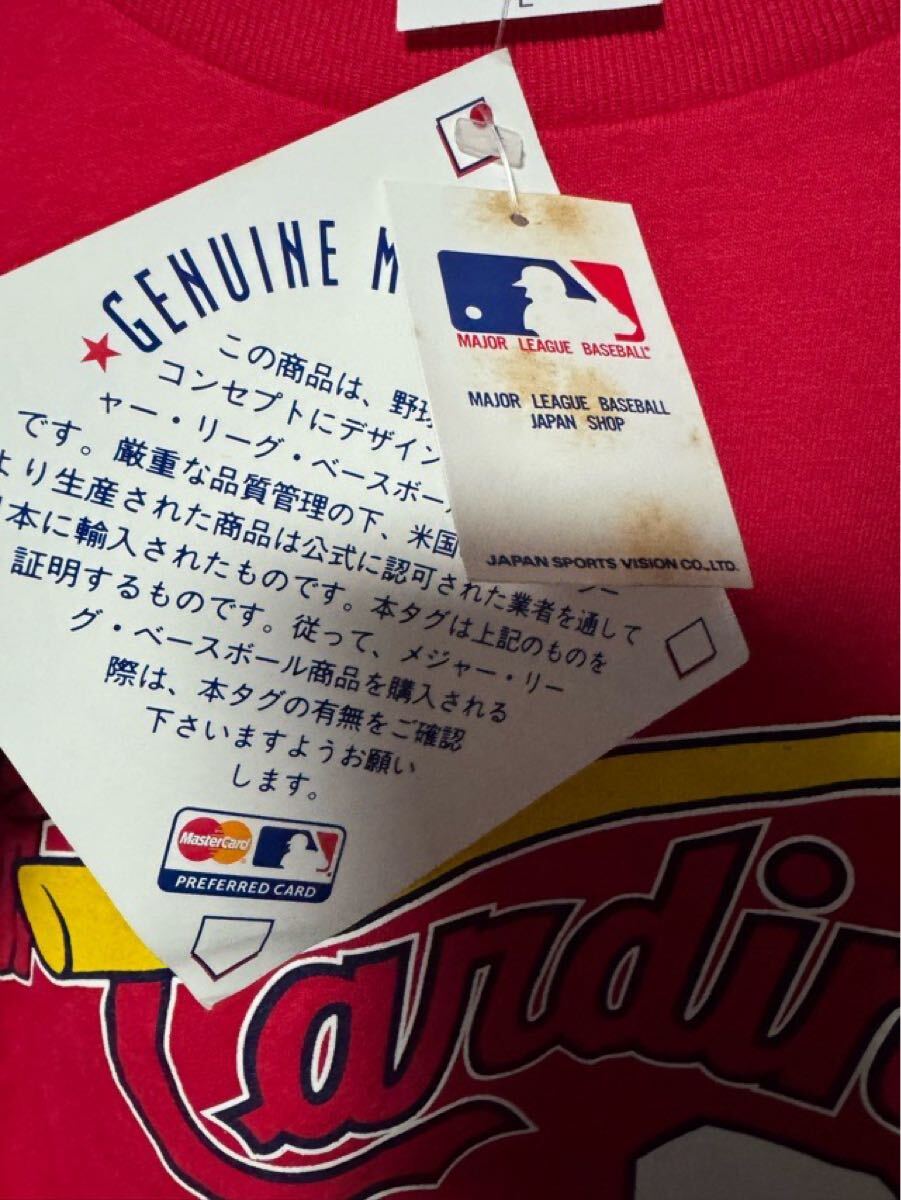 L
GENUINE M
この商品は、野球
コンセプトにデザイン
ャー・リーグ・ベースボー
です。厳重な品質管理の下、米国
より生産された商品は公式に認可された業者を通して
本に輸入されたものです。本タグは上記のものを
証明するものです。従って、メジャー・リー
グ・ベースボール商品を購入される
際は、本タグの有無をご確認
下さいますようお願い
します。
MasterCard
PREFERRED CARD
MAJOR LEAGUE BASEBALL
MAJOR LEAGUE BASEBALL
JAPAN SHOP
JAPAN SPORTS VISION CO.,LTD.
Cardin